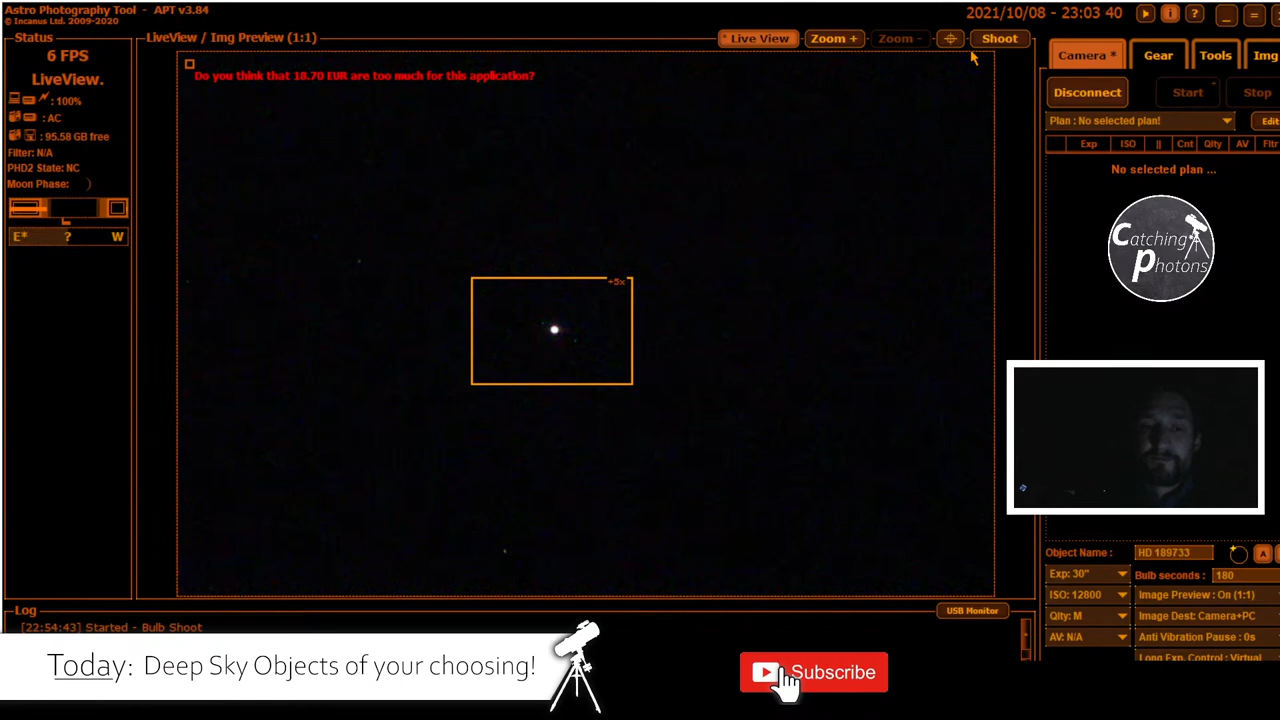 Astro Photography Tool - APT v3.84
© Incanus Ltd. 2009-2020
2021/10/08 - 23:03 40
Status
6 FPS
LiveView.
: 100%
: AC
: 95.58 GB free
Filter: N/A
PHD2 State: NC
Moon Phase: )
E* ? W
LiveView / Img Preview (1:1)
* Live View
Zoom +
Zoom -
Shoot
Do you think that 18.70 EUR are too much for this application?
+5x
Camera *
Gear
Tools
Img
Disconnect
Start
Stop
Plan : No selected plan!
Edit
Exp ISO || Cnt Qlty AV Fltr
No selected plan ...
Catching
Photons
Object Name : HD 189733
A
Exp: 30" Bulb seconds : 180
ISO: 12800 Image Preview : On (1:1)
Qlty: M Image Dest: Camera+PC
AV: N/A Anti Vibration Pause : 0s
Long Exp. Control : Virtual
Log
USB Monitor
[22:54:43] Started - Bulb Shoot
Today: Deep Sky Objects of your choosing!
Subscribe